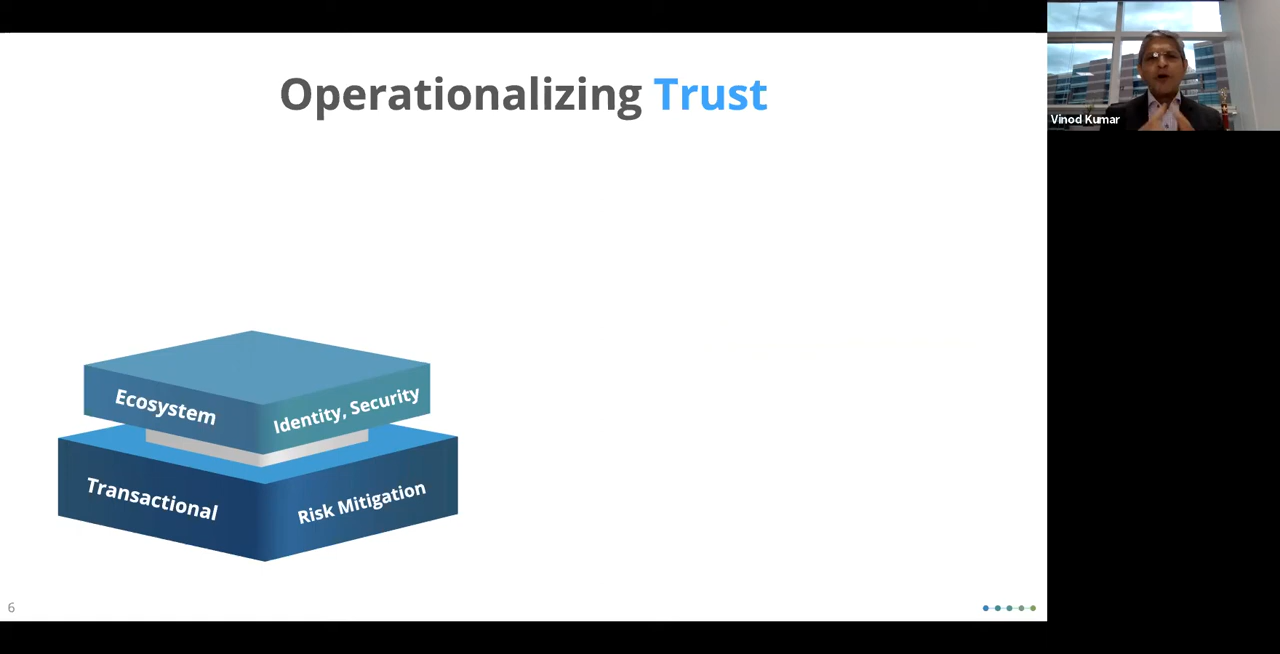 Operationalizing Trust
Vinod Kumar
Ecosystem
Identity, Security
Transactional
Risk Mitigation
6